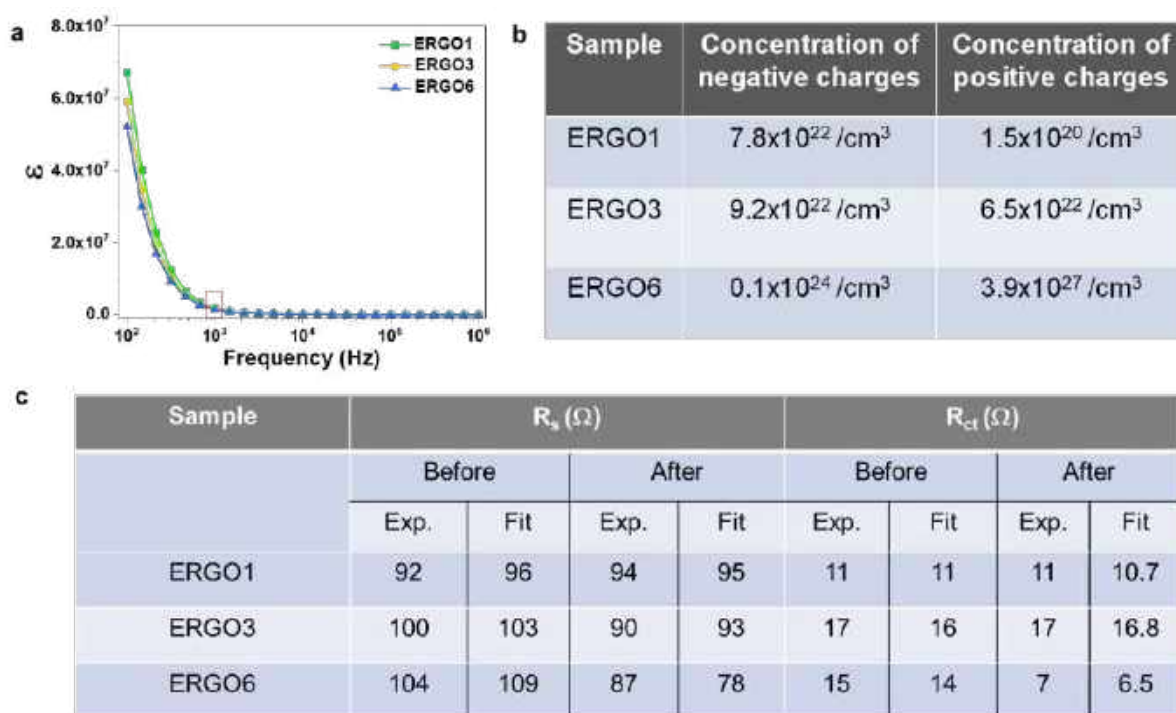 a
8.0x10⁷
6.0x10⁷
4.0x10⁷
2.0x10⁷
0.0
ε
ERGO1
ERGO3
ERGO6
10² 10³ 10⁴ 10⁵ 10⁶
Frequency (Hz)
b
Sample Concentration of negative charges Concentration of positive charges
ERGO1 7.8x10²² /cm³ 1.5x10²⁰ /cm³
ERGO3 9.2x10²² /cm³ 6.5x10²² /cm³
ERGO6 0.1x10²⁴ /cm³ 3.9x10²⁷ /cm³
c
Sample Rs (Ω) Rct (Ω)
Before After Before After
Exp. Fit Exp. Fit Exp. Fit Exp. Fit
ERGO1 92 96 94 95 11 11 11 10.7
ERGO3 100 103 90 93 17 16 17 16.8
ERGO6 104 109 87 78 15 14 7 6.5